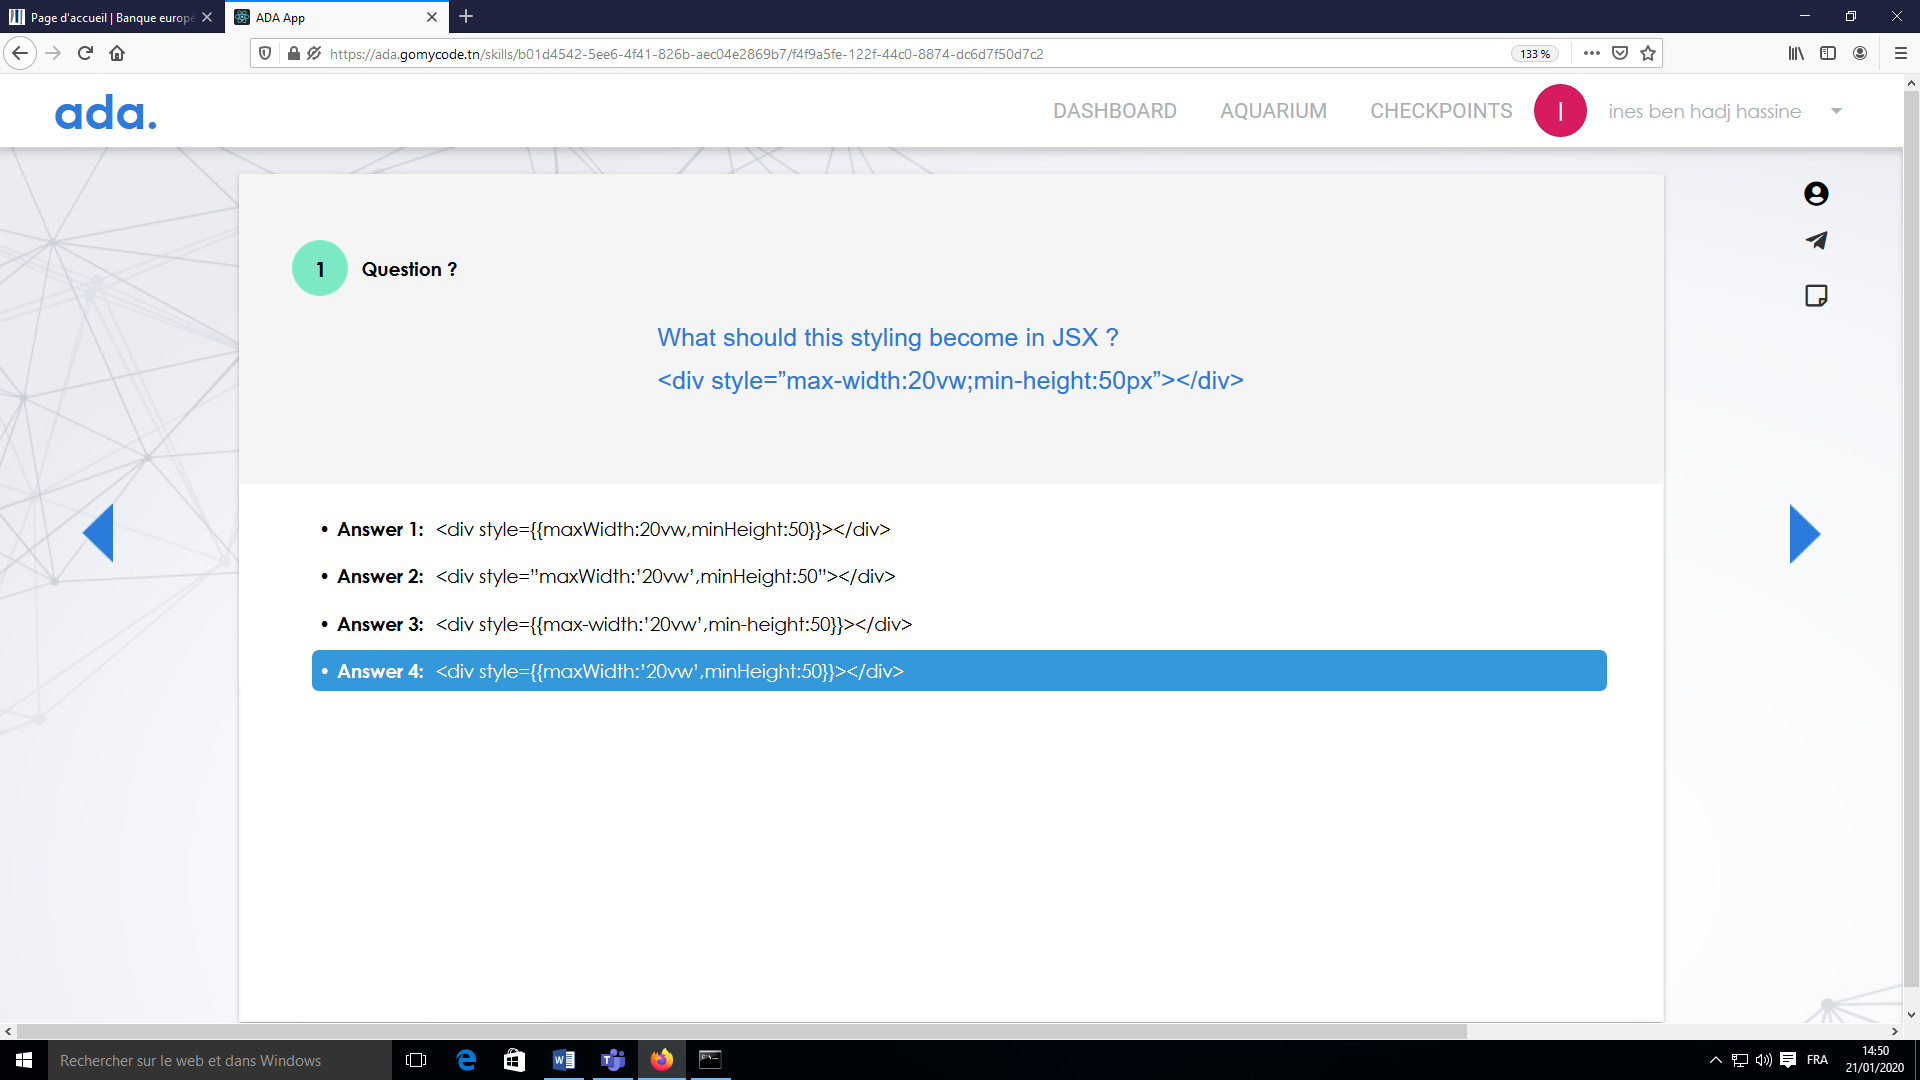 Page d'accueil | Banque europé
ADA App
https://ada.gomycode.tn/skills/b01d4542-5ee6-4f41-826b-aec04e2869b7/f4f9a5fe-122f-44c0-8874-dc6d7f50d7c2
133 %
ada.
DASHBOARD
AQUARIUM
CHECKPOINTS
I
ines ben hadj hassine
1
Question ?
What should this styling become in JSX ?
<div style=”max-width:20vw;min-height:50px”></div>
• Answer 1: <div style={{maxWidth:20vw,minHeight:50}}></div>
• Answer 2: <div style=”maxWidth:’20vw’,minHeight:50”></div>
• Answer 3: <div style={{max-width:’20vw’,min-height:50}}></div>
• Answer 4: <div style={{maxWidth:’20vw’,minHeight:50}}></div>
Rechercher sur le web et dans Windows
FRA
14:50
21/01/2020